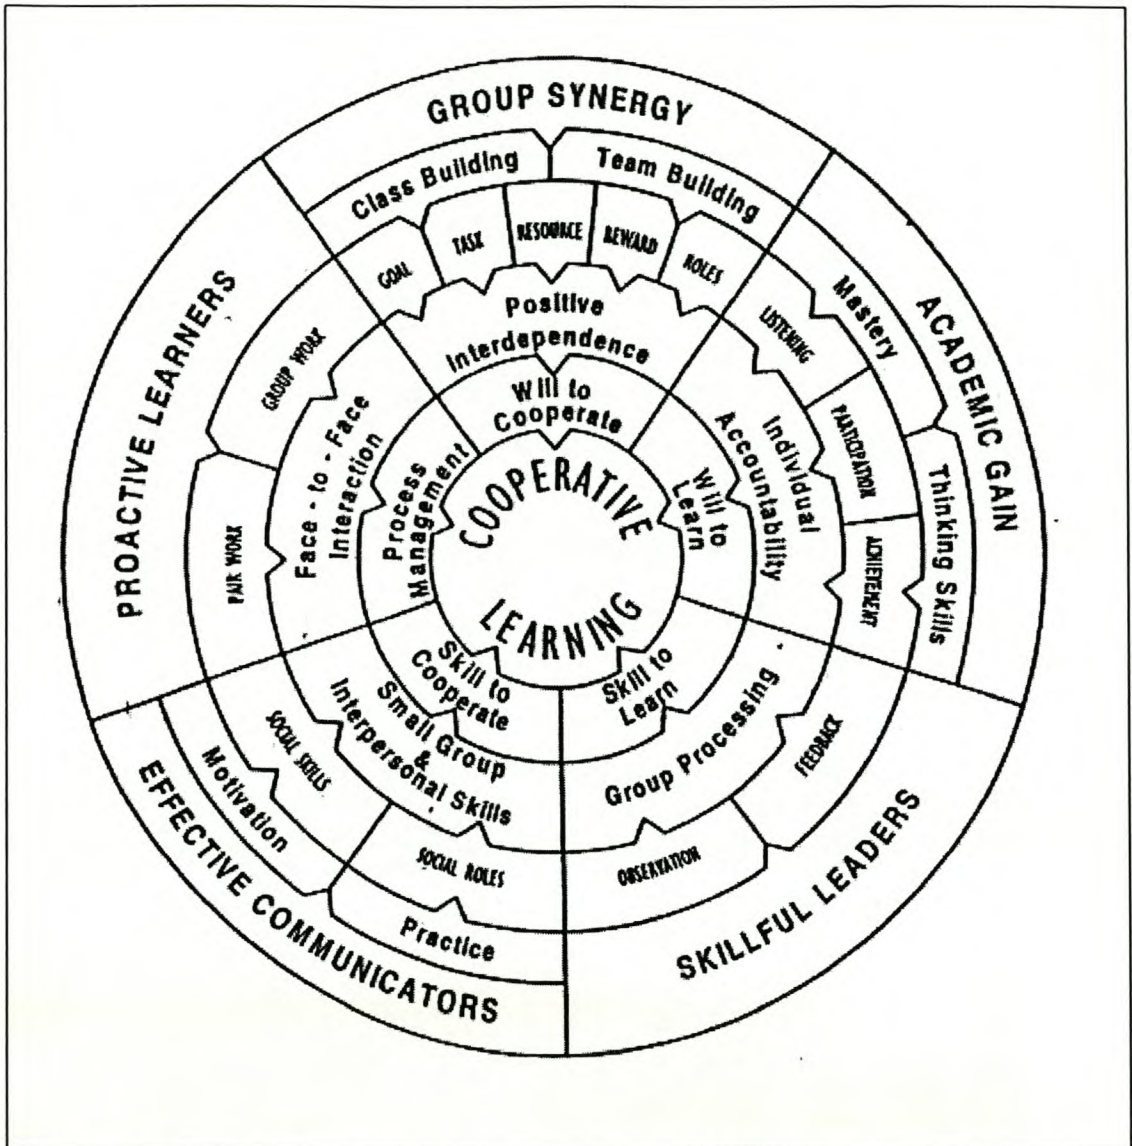 GROUP SYNERGY
Class Building
Team Building
GOAL
TASK
RESOURCE
REWARD
ROLES
Positive
Interdependence
Will to
Cooperate
ACADEMIC GAIN
Mastery
Thinking Skills
LISTENING
PARTICIPATION
ACHIEVEMENT
Individual
Accountability
Will to
Learn
SKILLFUL LEADERS
FEEDBACK
OBSERVATION
Group Processing
Skill to
Learn
EFFECTIVE COMMUNICATORS
Motivation
Practice
SOCIAL SKILLS
SOCIAL ROLES
Small Group
&
Interpersonal Skills
Skill to
Cooperate
PROACTIVE LEARNERS
GROUP WORK
PAIR WORK
Face - to - Face
Interaction
Process
Management
COOPERATIVE
LEARNING